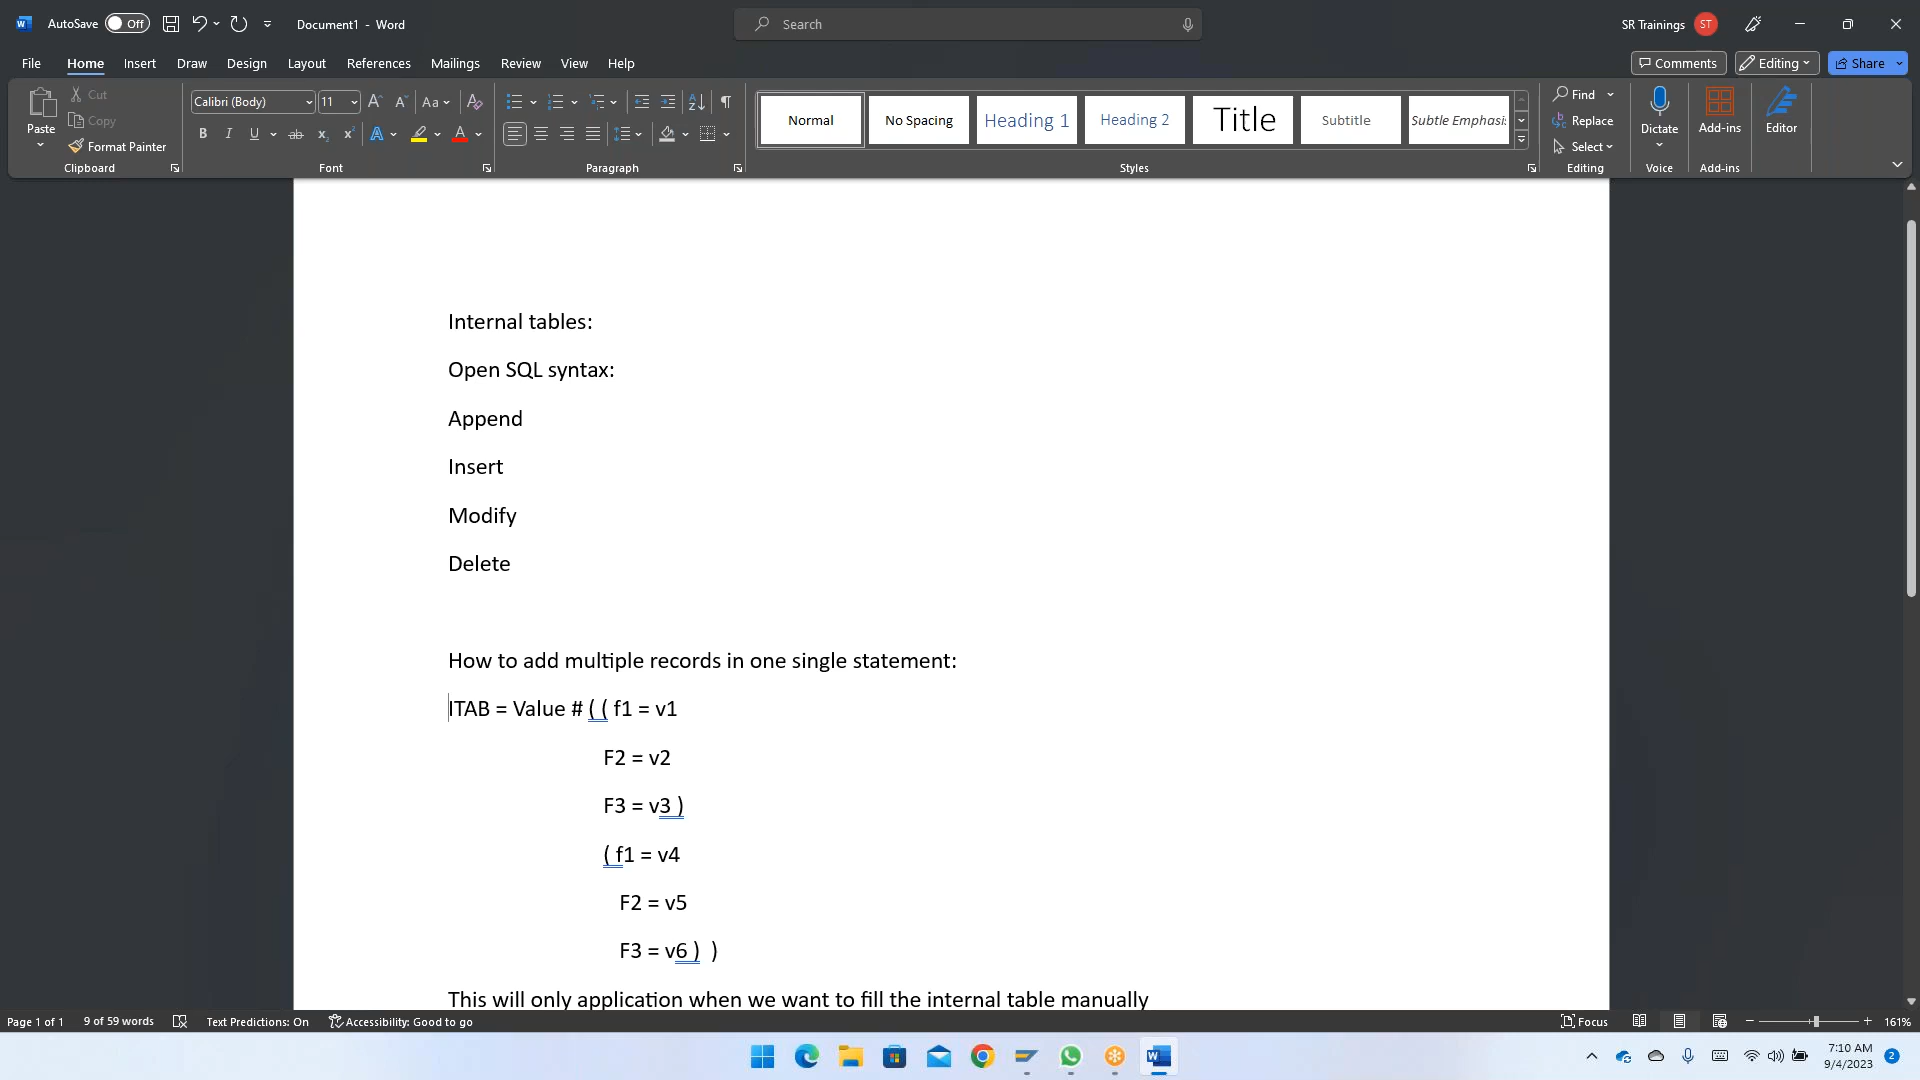 AutoSave Off Document1 - Word Search SR Trainings ST
File Home Insert Draw Design Layout References Mailings Review View Help Comments Editing Share
Paste Cut Copy Format Painter Clipboard
Calibri (Body) 11 Aa Font
Paragraph
Normal No Spacing Heading 1 Heading 2 Title Subtitle Subtle Emphasi: Styles
Find Replace Select Editing
Dictate Voice
Add-ins Add-ins
Editor
Internal tables:
Open SQL syntax:
Append
Insert
Modify
Delete
How to add multiple records in one single statement:
ITAB = Value # ( ( f1 = v1
F2 = v2
F3 = v3 )
( f1 = v4
F2 = v5
F3 = v6 ) )
This will only application when we want to fill the internal table manually
Page 1 of 1 9 of 59 words Text Predictions: On Accessibility: Good to go Focus 161%
7:10 AM
9/4/2023 2